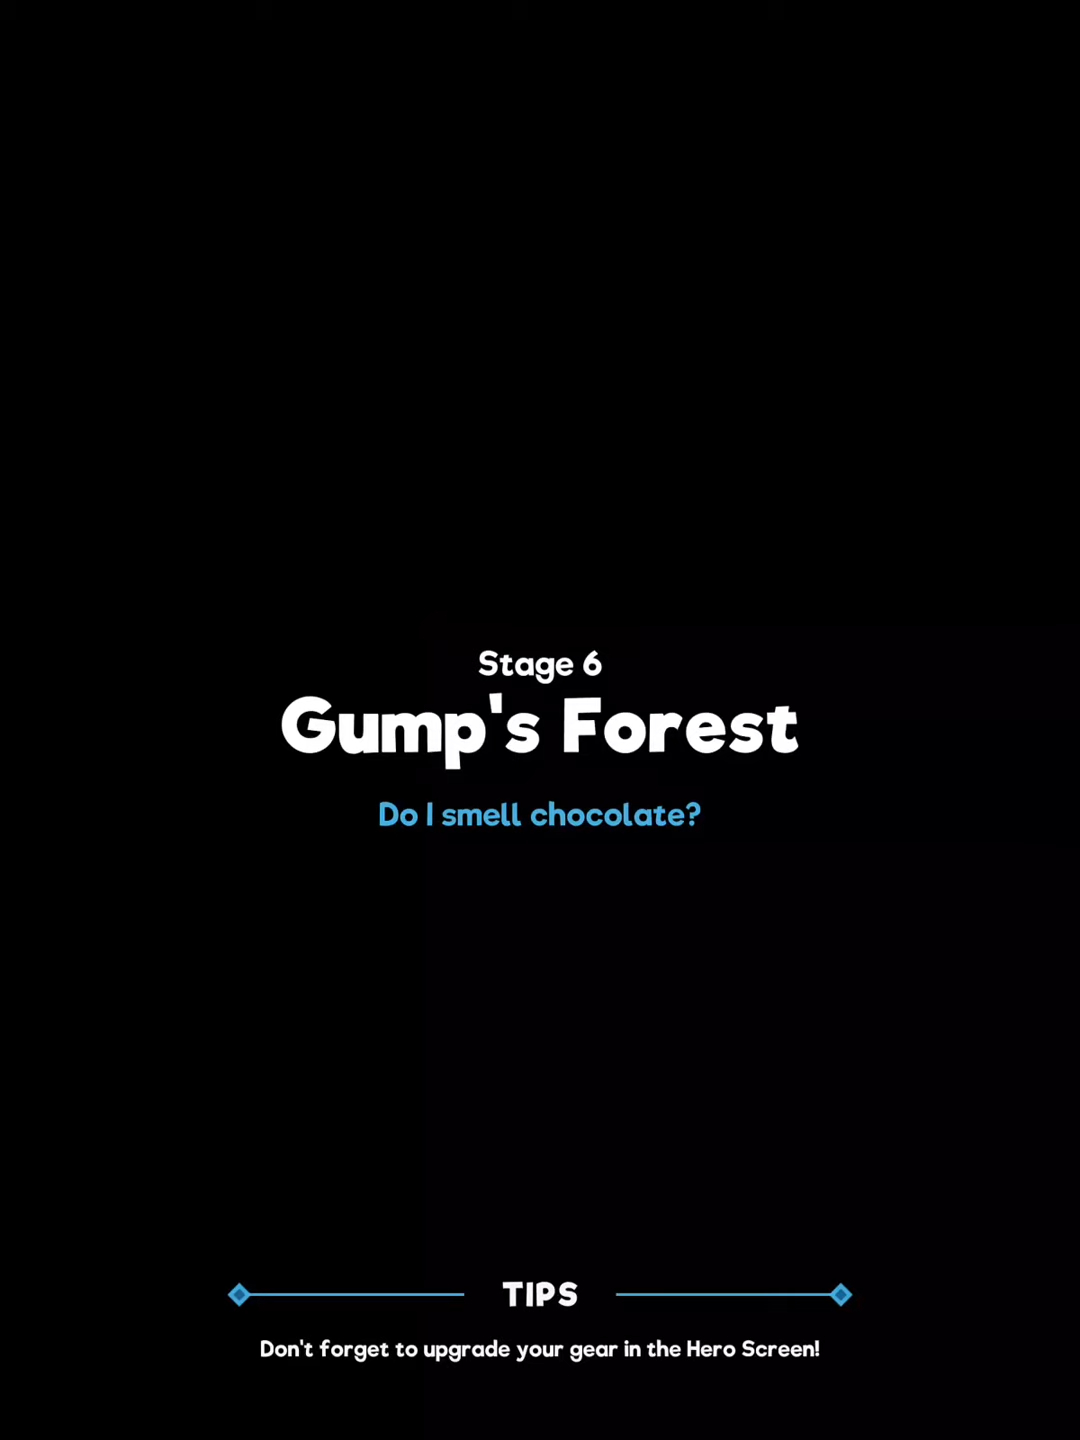 Stage 6
Gump's Forest
Do I smell chocolate?
TIPS
Don't forget to upgrade your gear in the Hero Screen!